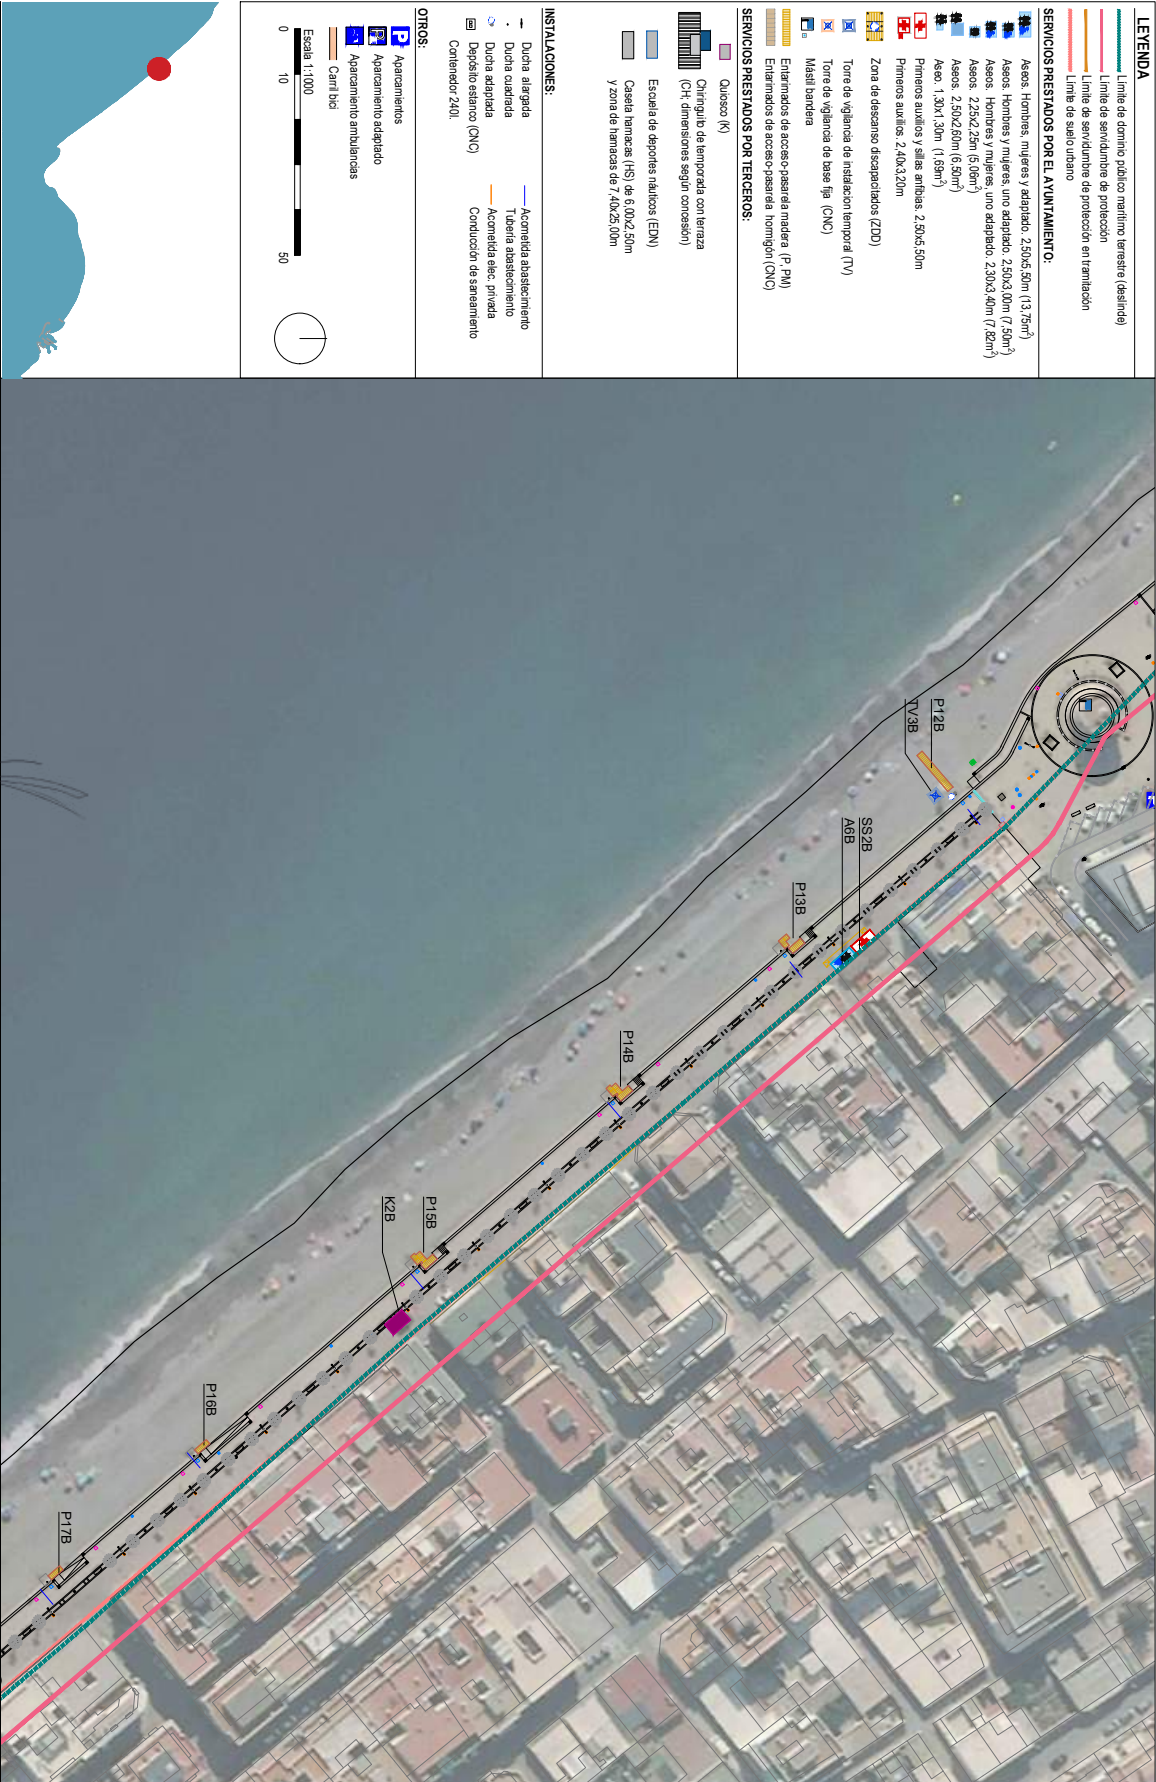 LEYENDA
Límite de dominio público marítimo terrestre (deslinde)
Límite de servidumbre de protección
Límite de servidumbre de protección en tramitación
Límite de suelo urbano
SERVICIOS PRESTADOS POR EL AYUNTAMIENTO:
Aseos. Hombres, mujeres y adaptado. 2,50x5,50m (13,75m²)
Aseos. Hombres y mujeres, uno adaptado. 2,50x3,00m (7,50m²)
Aseos. Hombres y mujeres, uno adaptado. 2,30x3,40m (7,82m²)
Aseos. 2,25x2,25m (5,06m²)
Aseos. 2,50x2,60m (6,50m²)
Aseo. 1,30x1,30m (1,69m²)
Primeros auxilios y sillas anfibias. 2,50x5,50m
Primeros auxilios. 2,40x3,20m
Zona de descanso discapacitados (ZDD)
Torre de vigilancia de instalacion temporal (TV)
Torre de vigilancia de base fija (CNC)
Mástil bandera
SERVICIOS PRESTADOS POR TERCEROS:
Entarimados de acceso-pasarela madera (P, PM)
Entarimados de acceso-pasarela hormigón (CNC)
Quiosco (K)
Chiringuito de temporada con terraza
(CH; dimensiones según concesión)
Escuela de deportes náuticos (EDN)
Caseta hamacas (HS) de 6,00x2,50m
y zona de hamacas de 7,40x25,00m
INSTALACIONES:
Ducha alargada
Ducha cuadrada
Ducha adaptada
Depósito estanco (CNC)
Contenedor 240l.
Acometida abastecimiento
Tubería abastecimiento
Acometida elec. privada
Conducción de saneamiento
OTROS:
P Aparcamientos
Aparcamiento adaptado
Aparcamiento ambulancias
Carril bici
Escala 1:1000
0 10 50
P12B
TV3B
SS2B
A6B
P13B
P14B
P15B
K2B
P16B
P17B